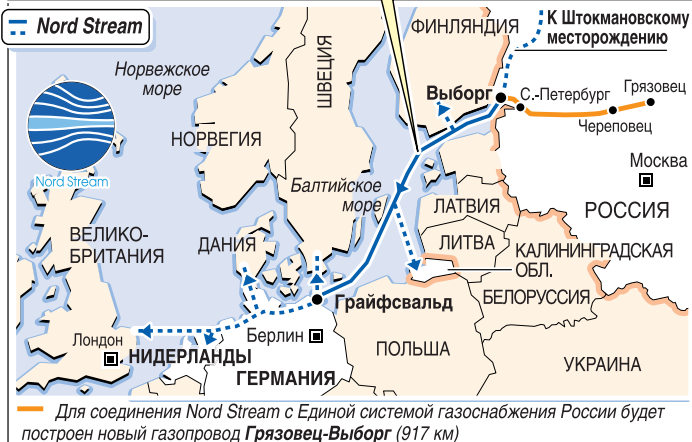 Nord Stream
Норвежское
море
Nord Stream
ФИНЛЯНДИЯ
К Штокмановскому
месторождению
ШВЕЦИЯ
НОРВЕГИЯ
Выборг
С.-Петербург
Грязовец
Череповец
Москва
РОССИЯ
Балтийское
море
ЛАТВИЯ
ЛИТВА
КАЛИНИНГРАДСКАЯ
ОБЛ.
БЕЛОРУССИЯ
ВЕЛИКО-
БРИТАНИЯ
ДАНИЯ
Грайфсвальд
Лондон
НИДЕРЛАНДЫ
Берлин
ГЕРМАНИЯ
ПОЛЬША
УКРАИНА
Для соединения Nord Stream с Единой системой газоснабжения России будет
построен новый газопровод Грязовец-Выборг (917 км)